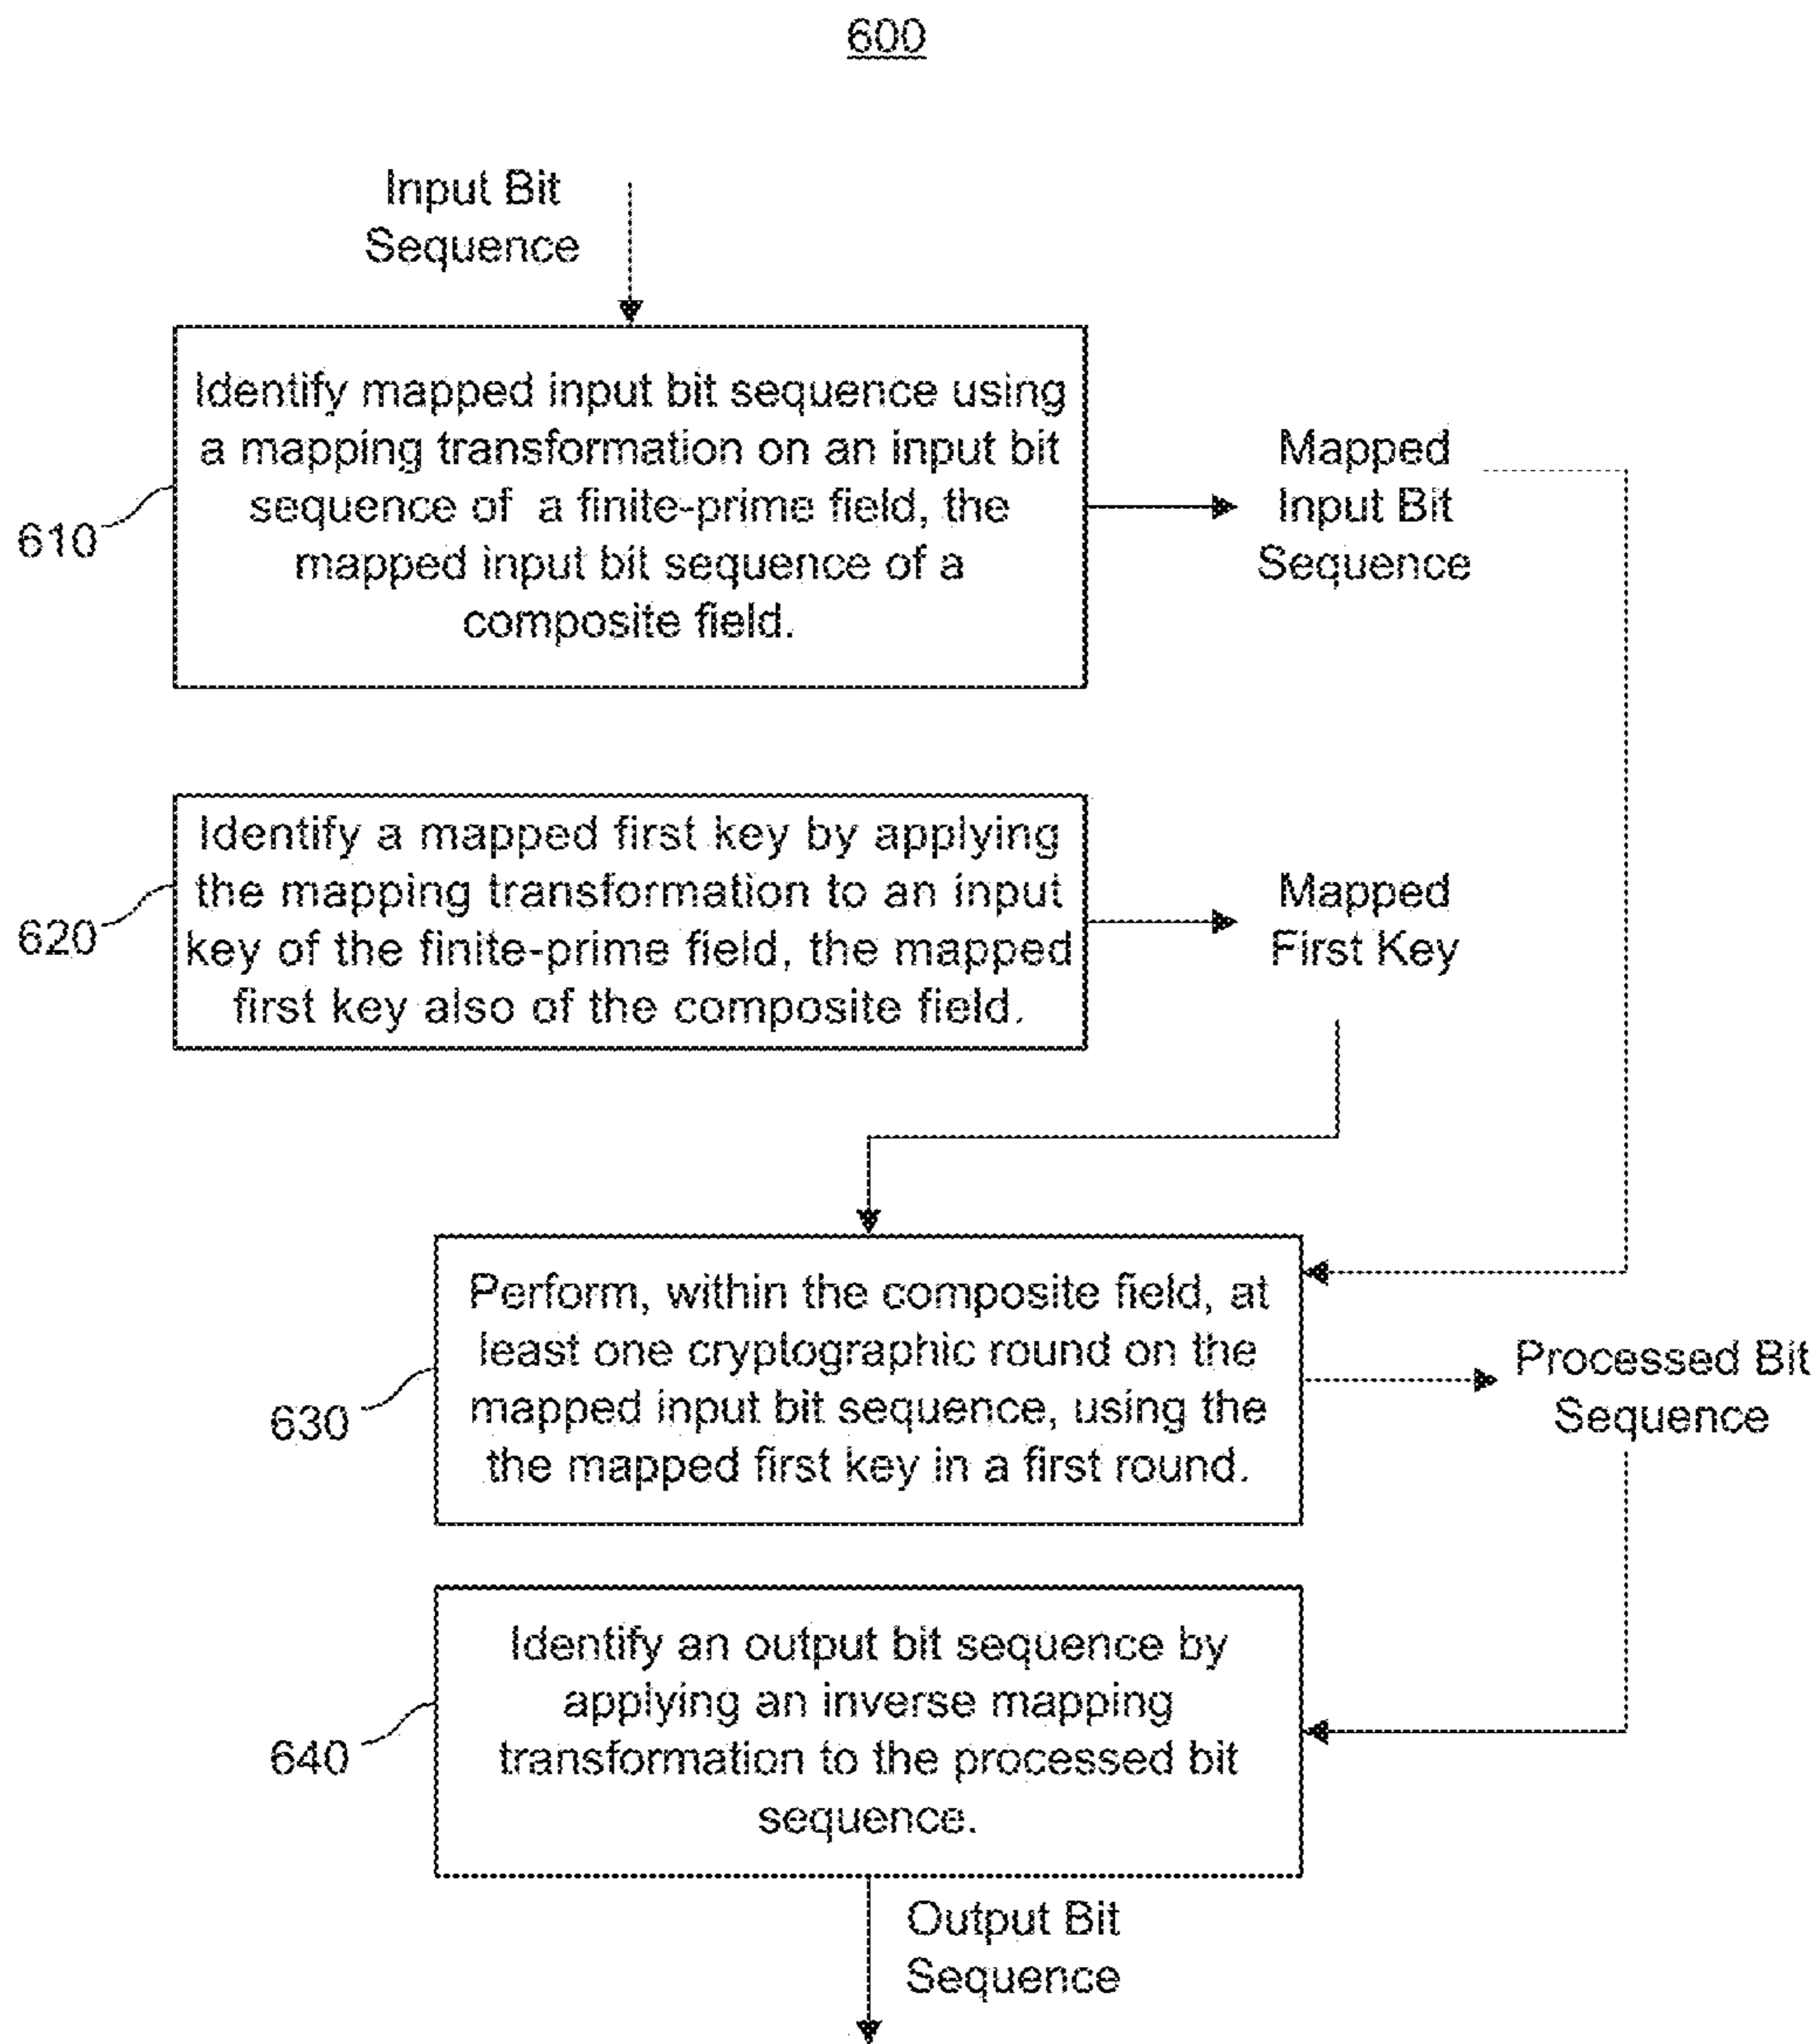 600
Input Bit
Sequence
Identify mapped input bit sequence using
a mapping transformation on an input bit
sequence of a finite-prime field, the
mapped input bit sequence of a
composite field.
610
Mapped
Input Bit
Sequence
Identify a mapped first key by applying
the mapping transformation to an input
key of the finite-prime field, the mapped
first key also of the composite field.
620
Mapped
First Key
Perform, within the composite field, at
least one cryptographic round on the
mapped input bit sequence, using the
the mapped first key in a first round.
630
Processed Bit
Sequence
Identify an output bit sequence by
applying an inverse mapping
transformation to the processed bit
sequence.
640
Output Bit
Sequence